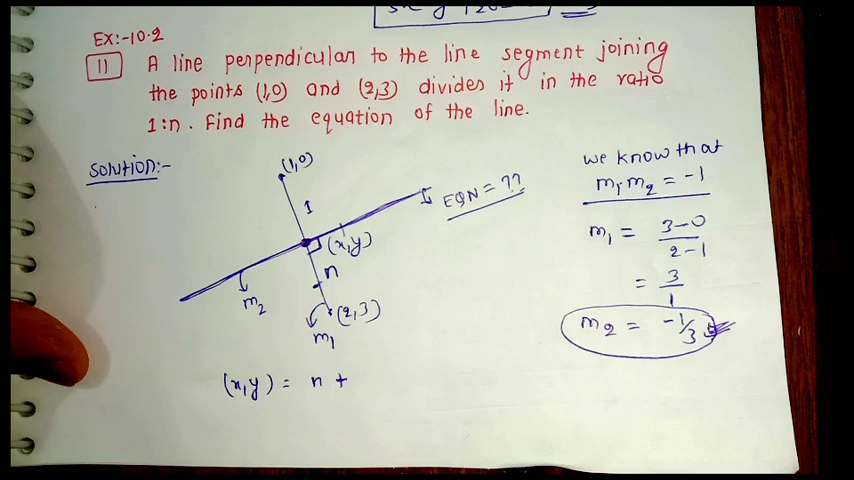 Ex:-10.2
11 A line perpendicular to the line segment joining
the points (1,0) and (2,3) divides it in the ratio
1:n. Find the equation of the line.
Solution:-
(1,0)
1
EQN = ??
(x,y)
n
m2
(2,3)
m1
(x,y) = n +
we know that
m1 m2 = -1
m1 = 3-0
2-1
= 3
1
m2 = -1/3